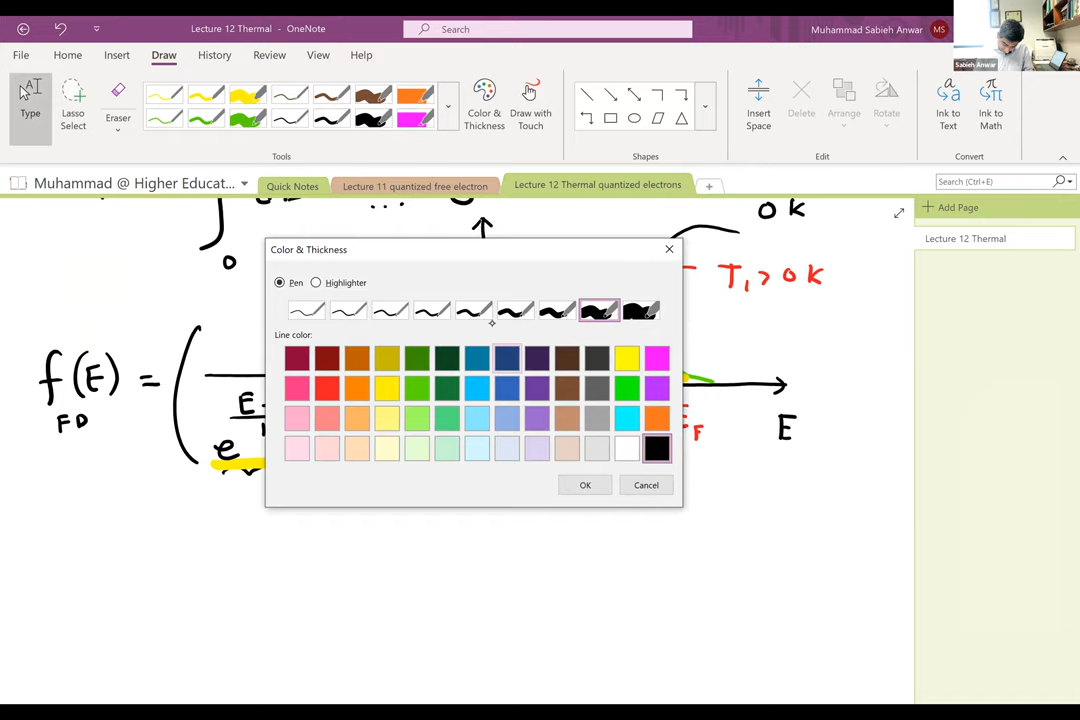 Lecture 12 Thermal - OneNote
Search
Muhammad Sabieh Anwar
MS
Sabieh Anwar
File Home Insert Draw History Review View Help
Type
Lasso Select
Eraser
Color & Thickness
Draw with Touch
Insert Space
Delete
Arrange
Rotate
Ink to Text
Ink to Math
Tools
Shapes
Edit
Convert
Muhammad @ Higher Educat...
Quick Notes
Lecture 11 quantized free electron
Lecture 12 Thermal quantized electrons
Search (Ctrl+E)
Add Page
Lecture 12 Thermal
0
...
0 K
T₁ > 0 K
Color & Thickness
Pen
Highlighter
Line color:
OK
Cancel
f(E) = (
FD
E-
e
F
E